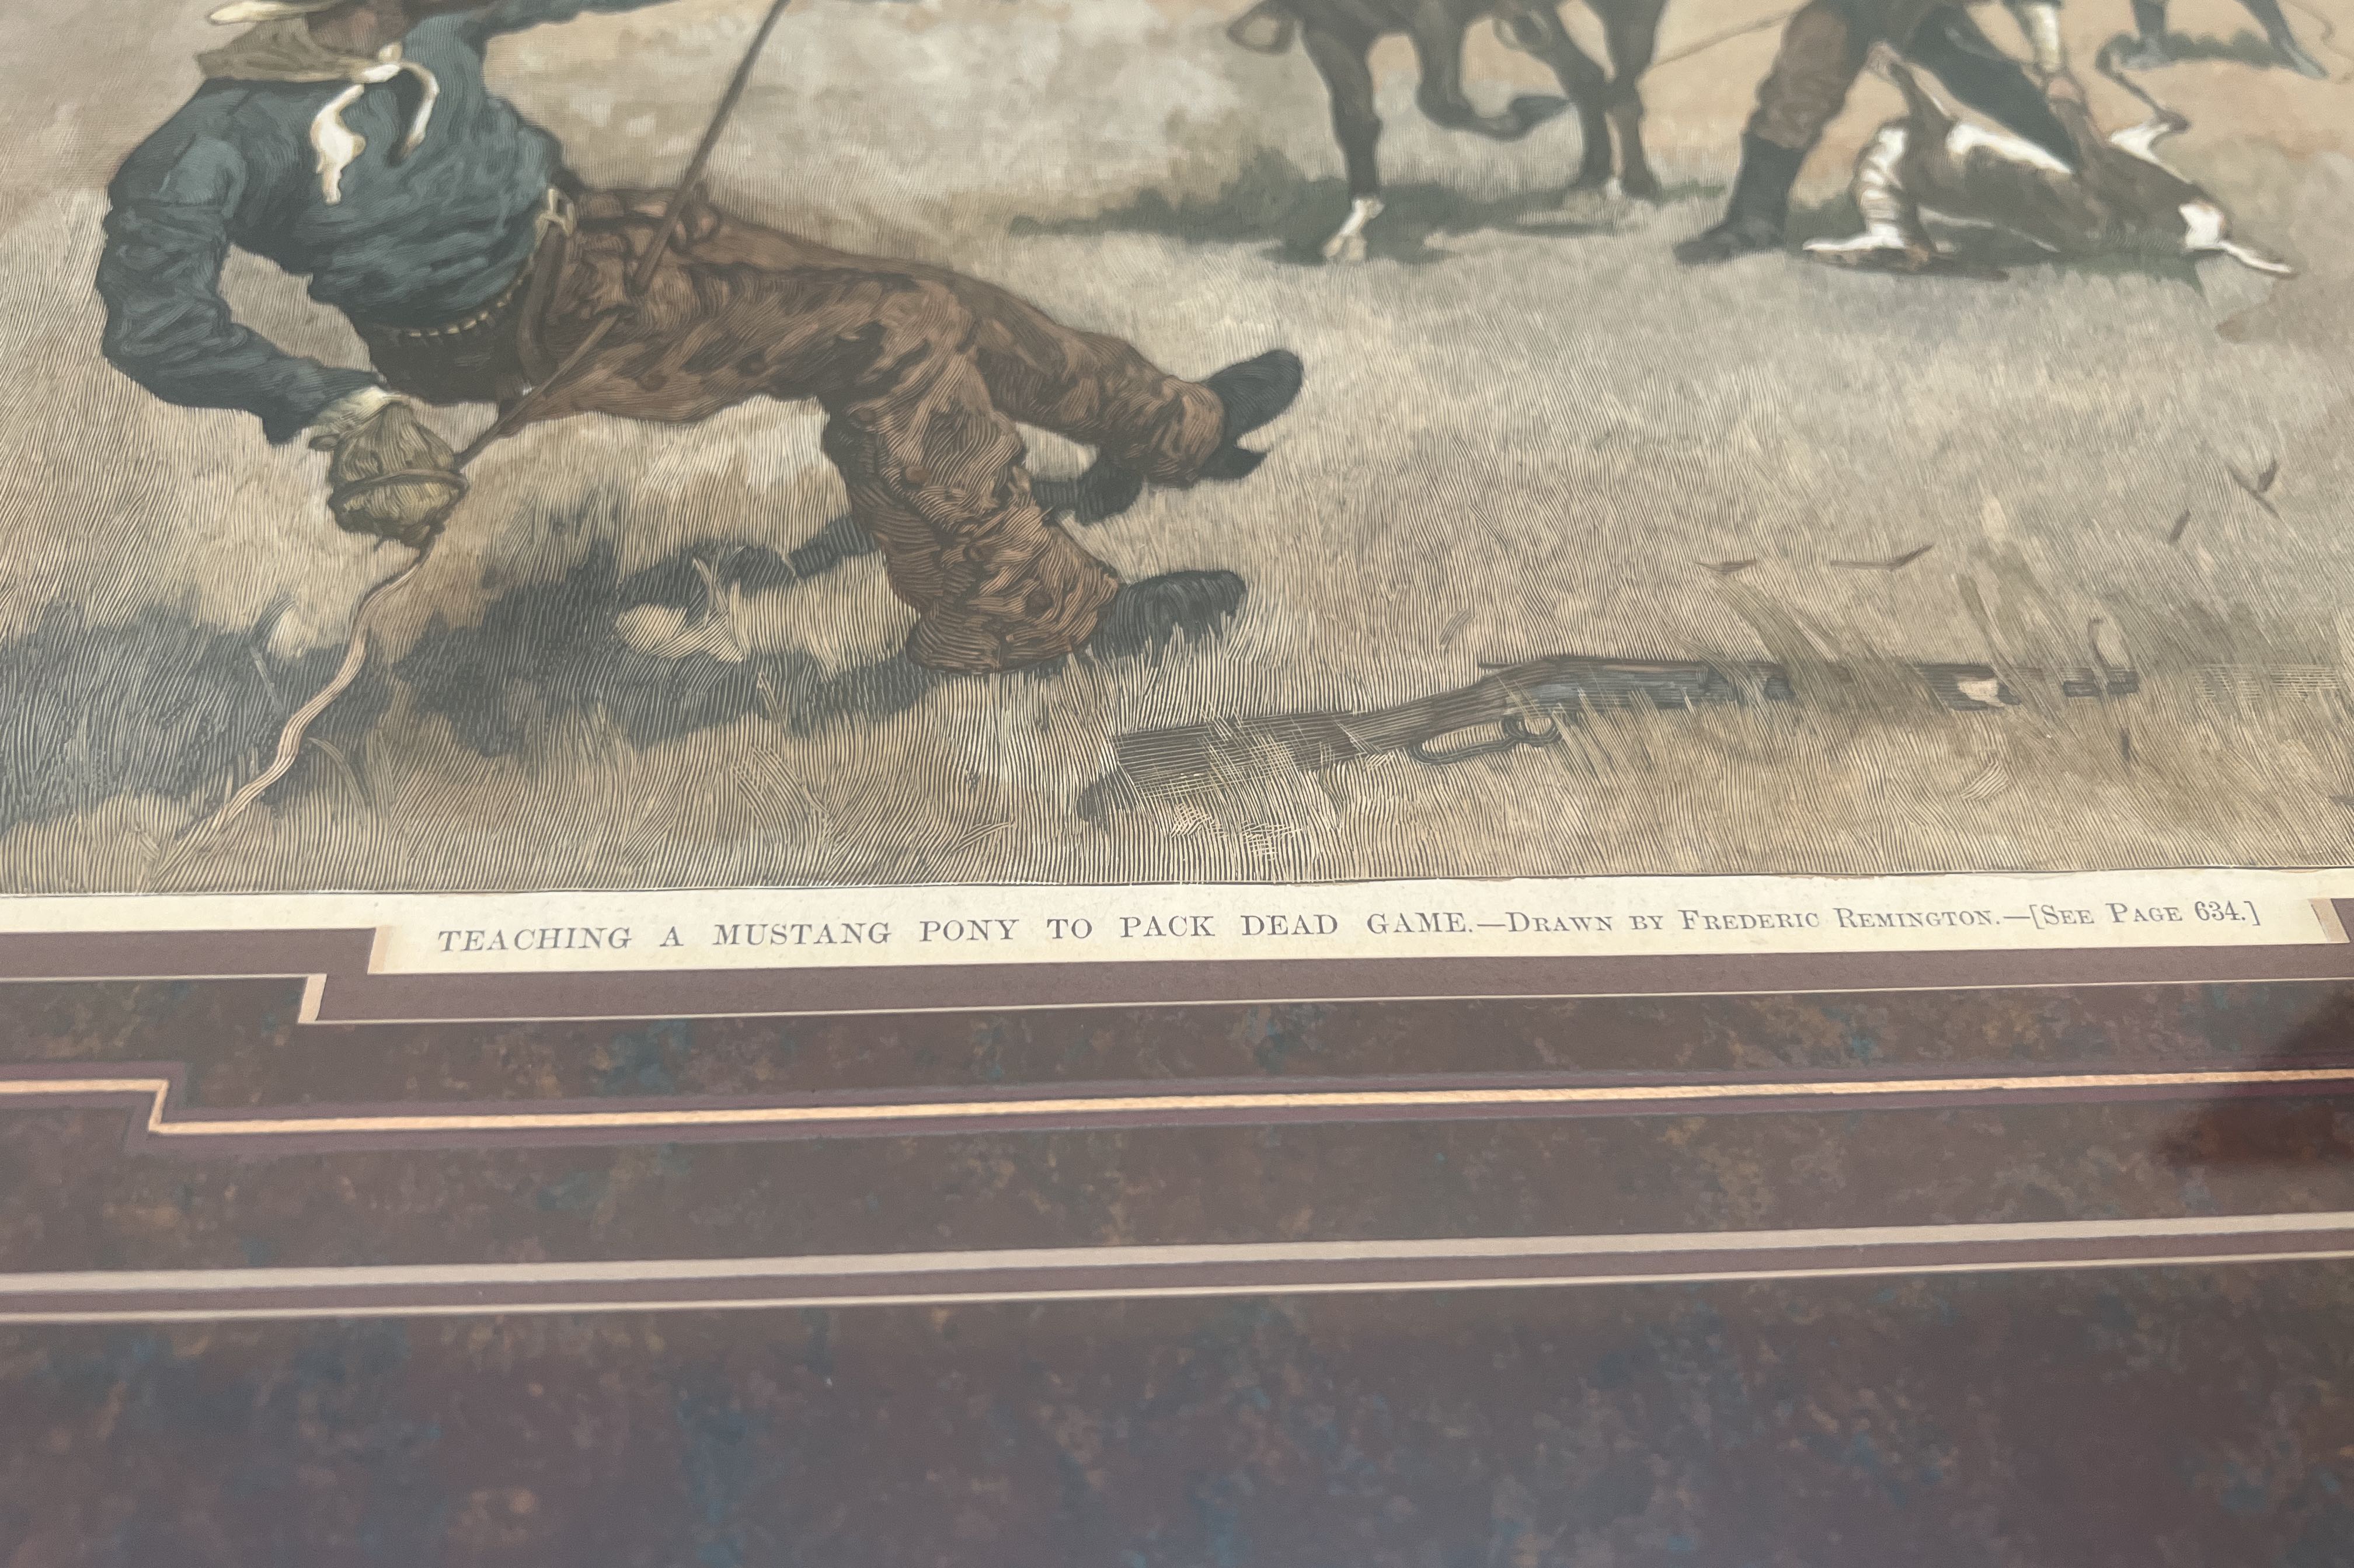 TEACHING A MUSTANG PONY TO PACK DEAD GAME.—Drawn by Frederic Remington.—[See Page 634.]